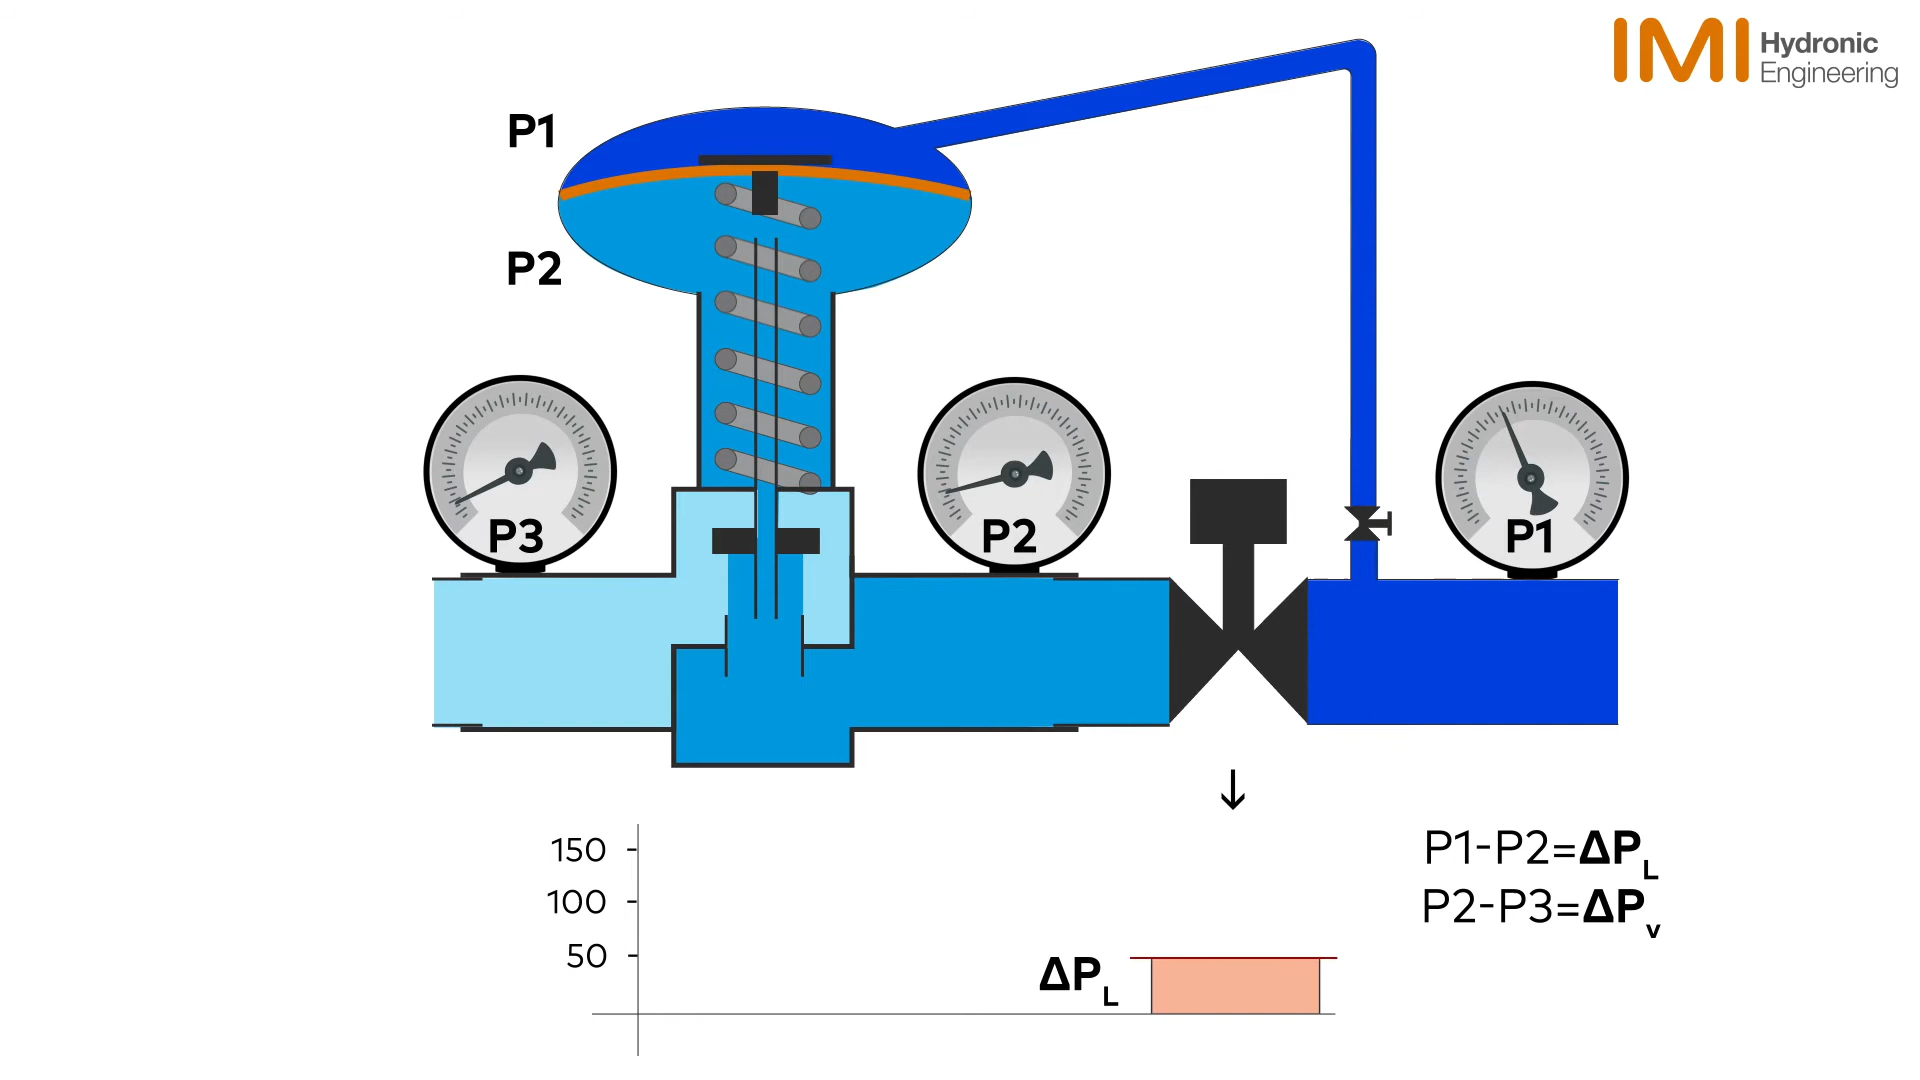 IMI Hydronic
Engineering
P1
P2
P3
P2
P1
150
100
50
ΔPL
P1-P2=ΔPL
P2-P3=ΔPv